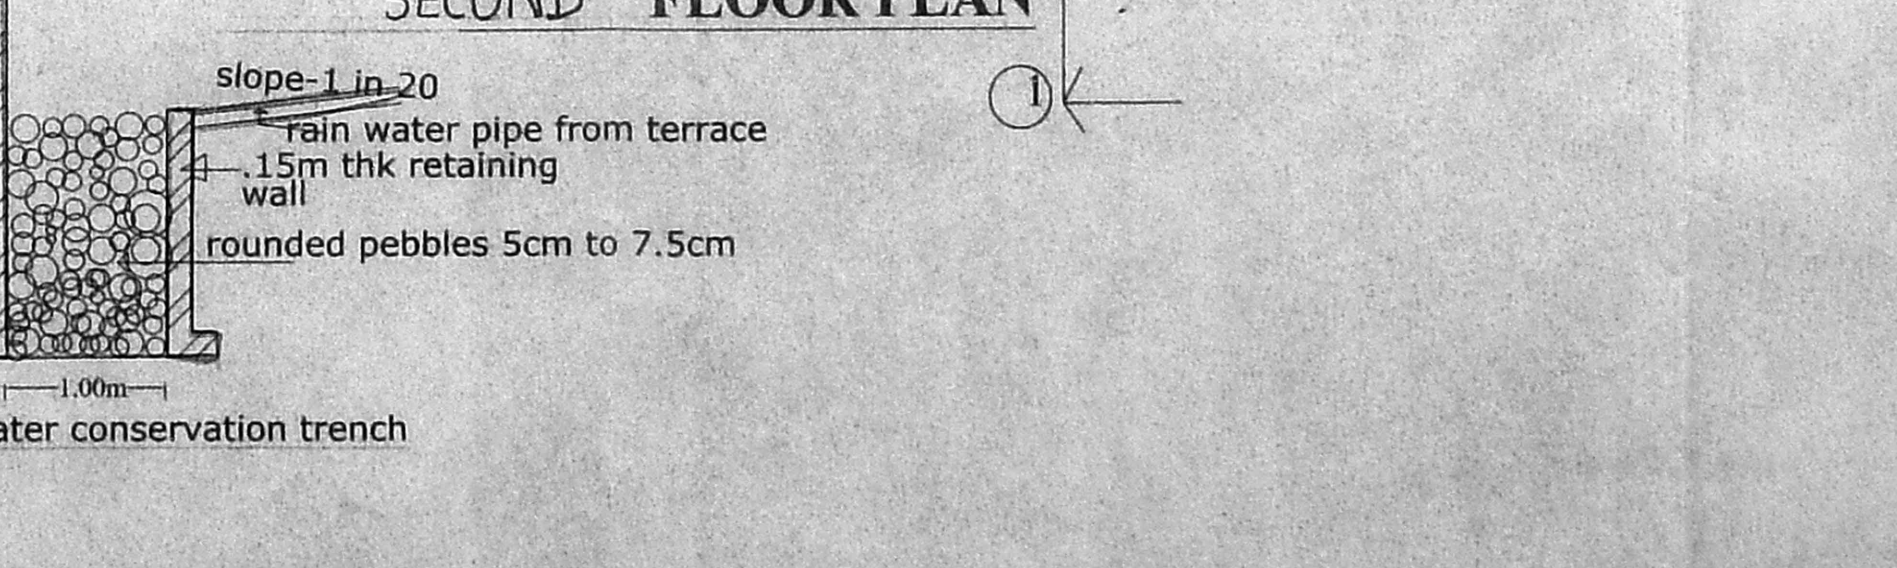 SECOND FLOOR PLAN
slope-1 in 20
1
rain water pipe from terrace
.15m thk retaining
wall
rounded pebbles 5cm to 7.5cm
1.00m
ater conservation trench